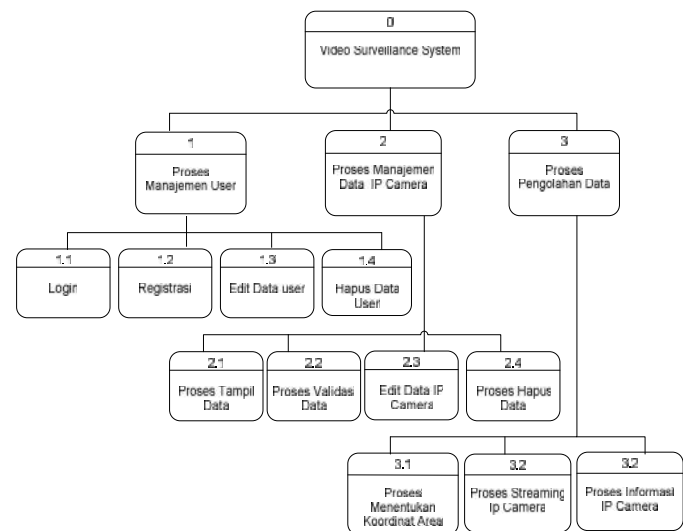 0
Video Surveillance System
1
Proses
Manajemen User
2
Proses Manajemen
Data IP Camera
3
Proses
Pengolahan Data
1.1
Login
1.2
Registrasi
1.3
Edit Data user
1.4
Hapus Data
User
2.1
Proses Tampil
Data
2.2
Proses Validasi
Data
2.3
Edit Data IP
Camera
2.4
Proses Hapus
Data
3.1
Proses
Menentukan
Koordinat Area
3.2
Proses Streaming
Ip Camera
3.2
Proses Informasi
IP Camera